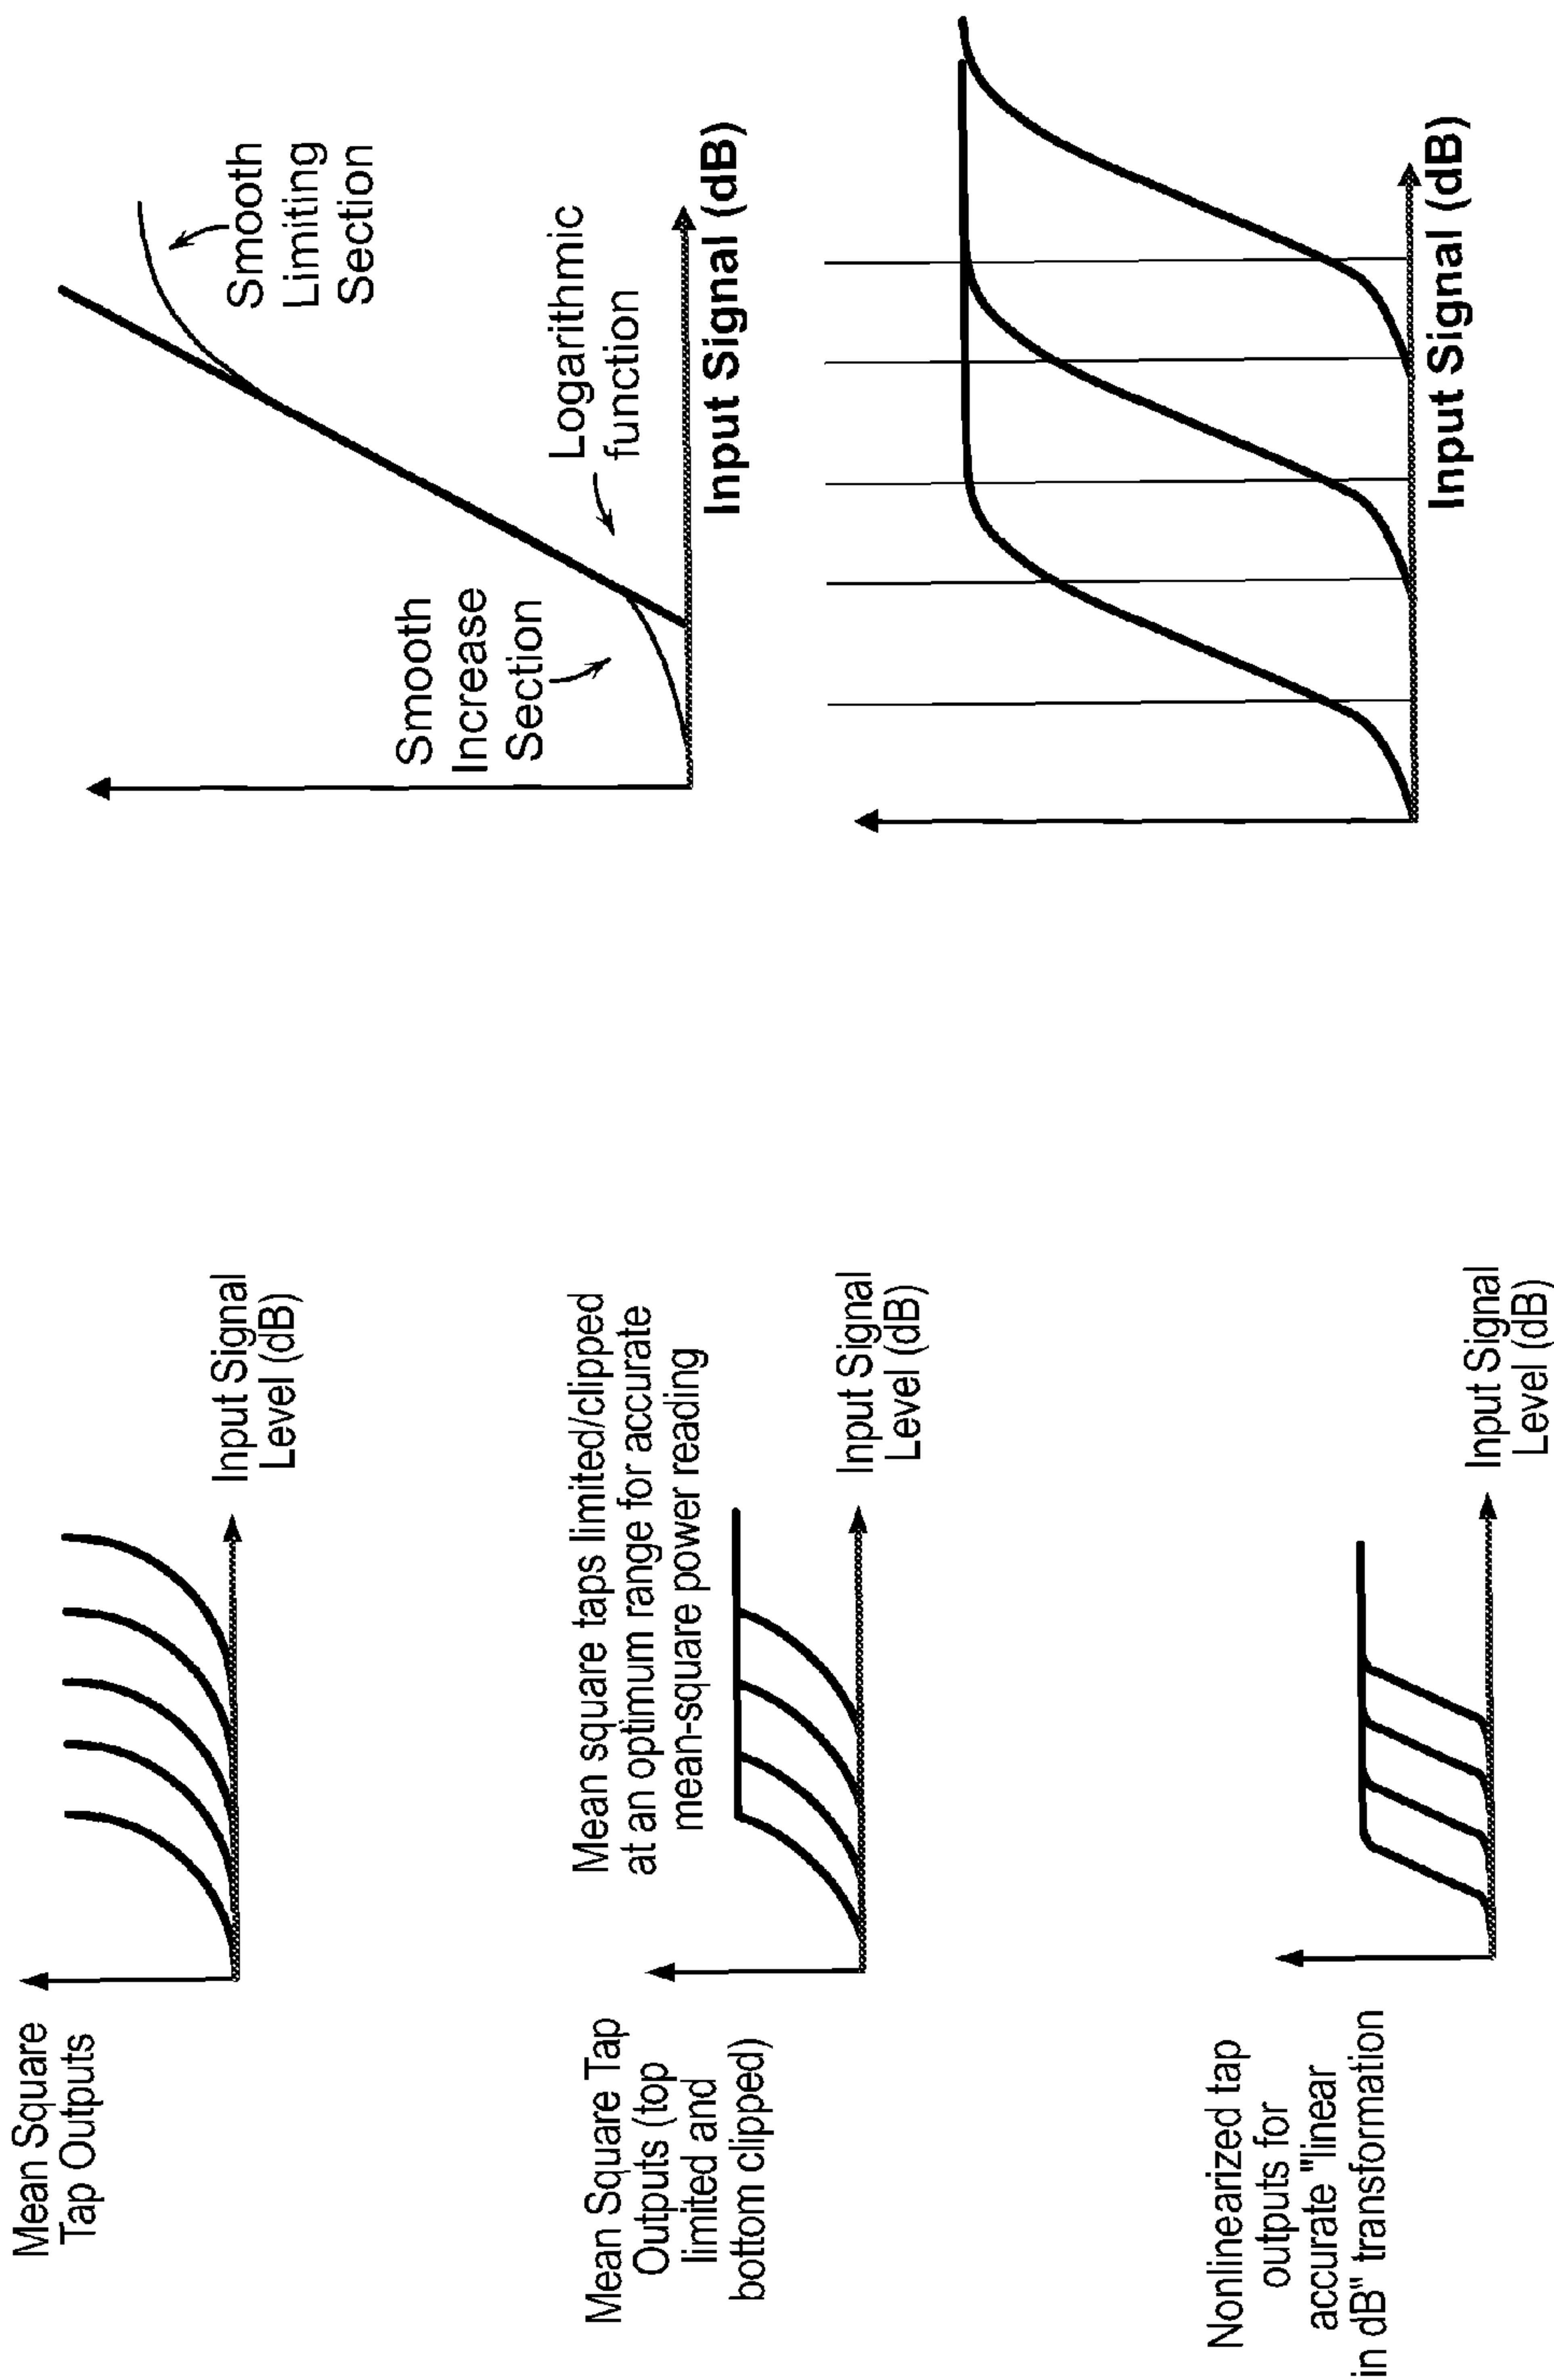 Mean Square
Tap Outputs
Input Signal
Level (dB)
Mean Square Tap
Outputs (top
limited and
bottom clipped)
Mean square taps limited/clipped
at an optimum range for accurate
mean-square power reading
Input Signal
Level (dB)
Nonlinearized tap
outputs for
accurate "linear
in dB" transformation
Input Signal
Level (dB)
Smooth
Limiting
Section
Smooth
Increase
Section
Logarithmic
function
Input Signal (dB)
Input Signal (dB)